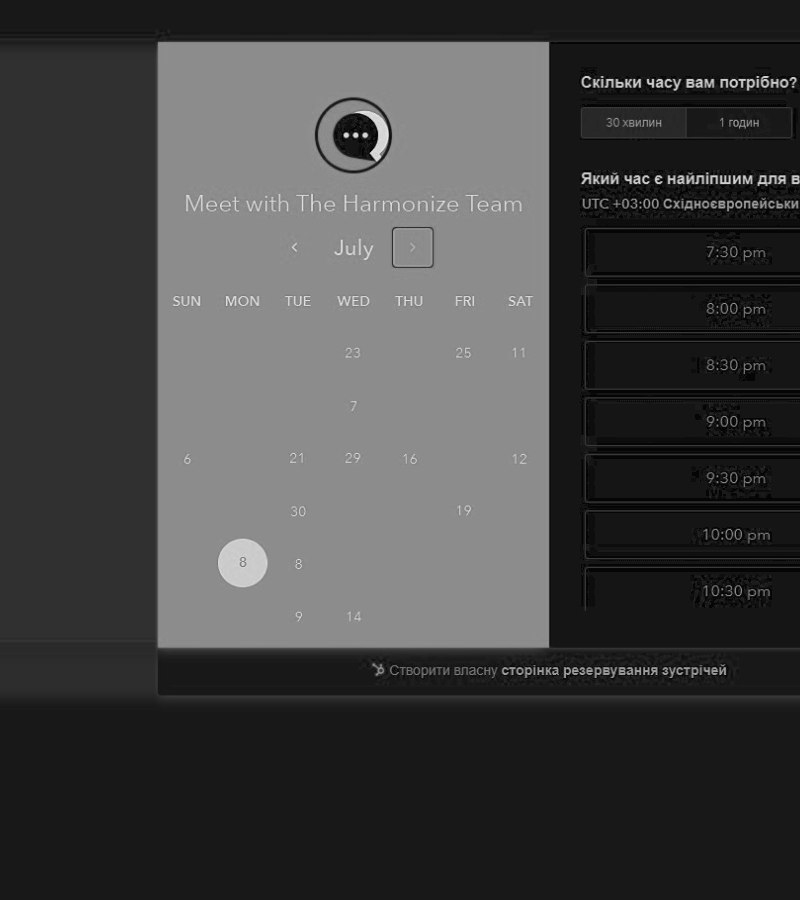 Meet with The Harmonize Team
July
SUN MON TUE WED THU FRI SAT
23 25 11
7
6 21 29 16 12
30 19
8 8
9 14
Скільки часу вам потрібно?
30 хвилин 1 годин
Який час є найліпшим для в
UTC +03:00 Східноєвропейськи
7:30 pm
8:00 pm
8:30 pm
9:00 pm
9:30 pm
10:00 pm
10:30 pm
Створити власну сторінка резервування зустрічей